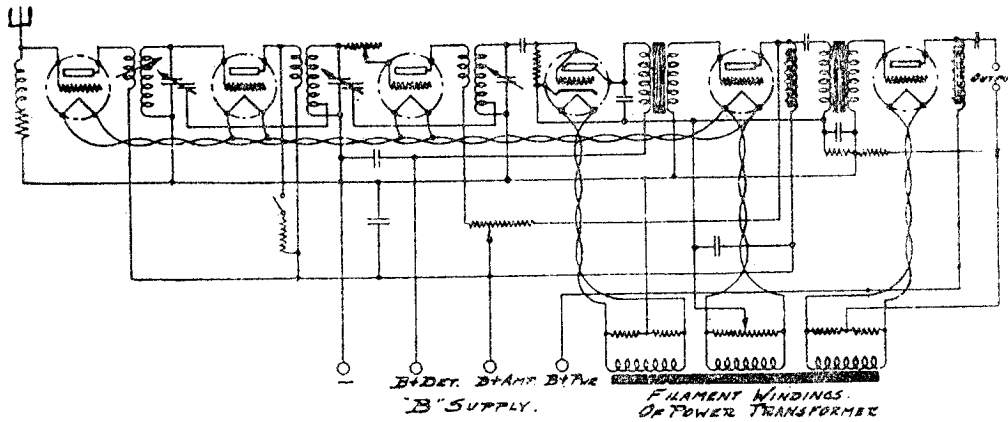 OUTPUT
— B+DET. B+AMP. B+PWR
"B" SUPPLY.
FILAMENT WINDINGS.
OF POWER TRANSFORMER